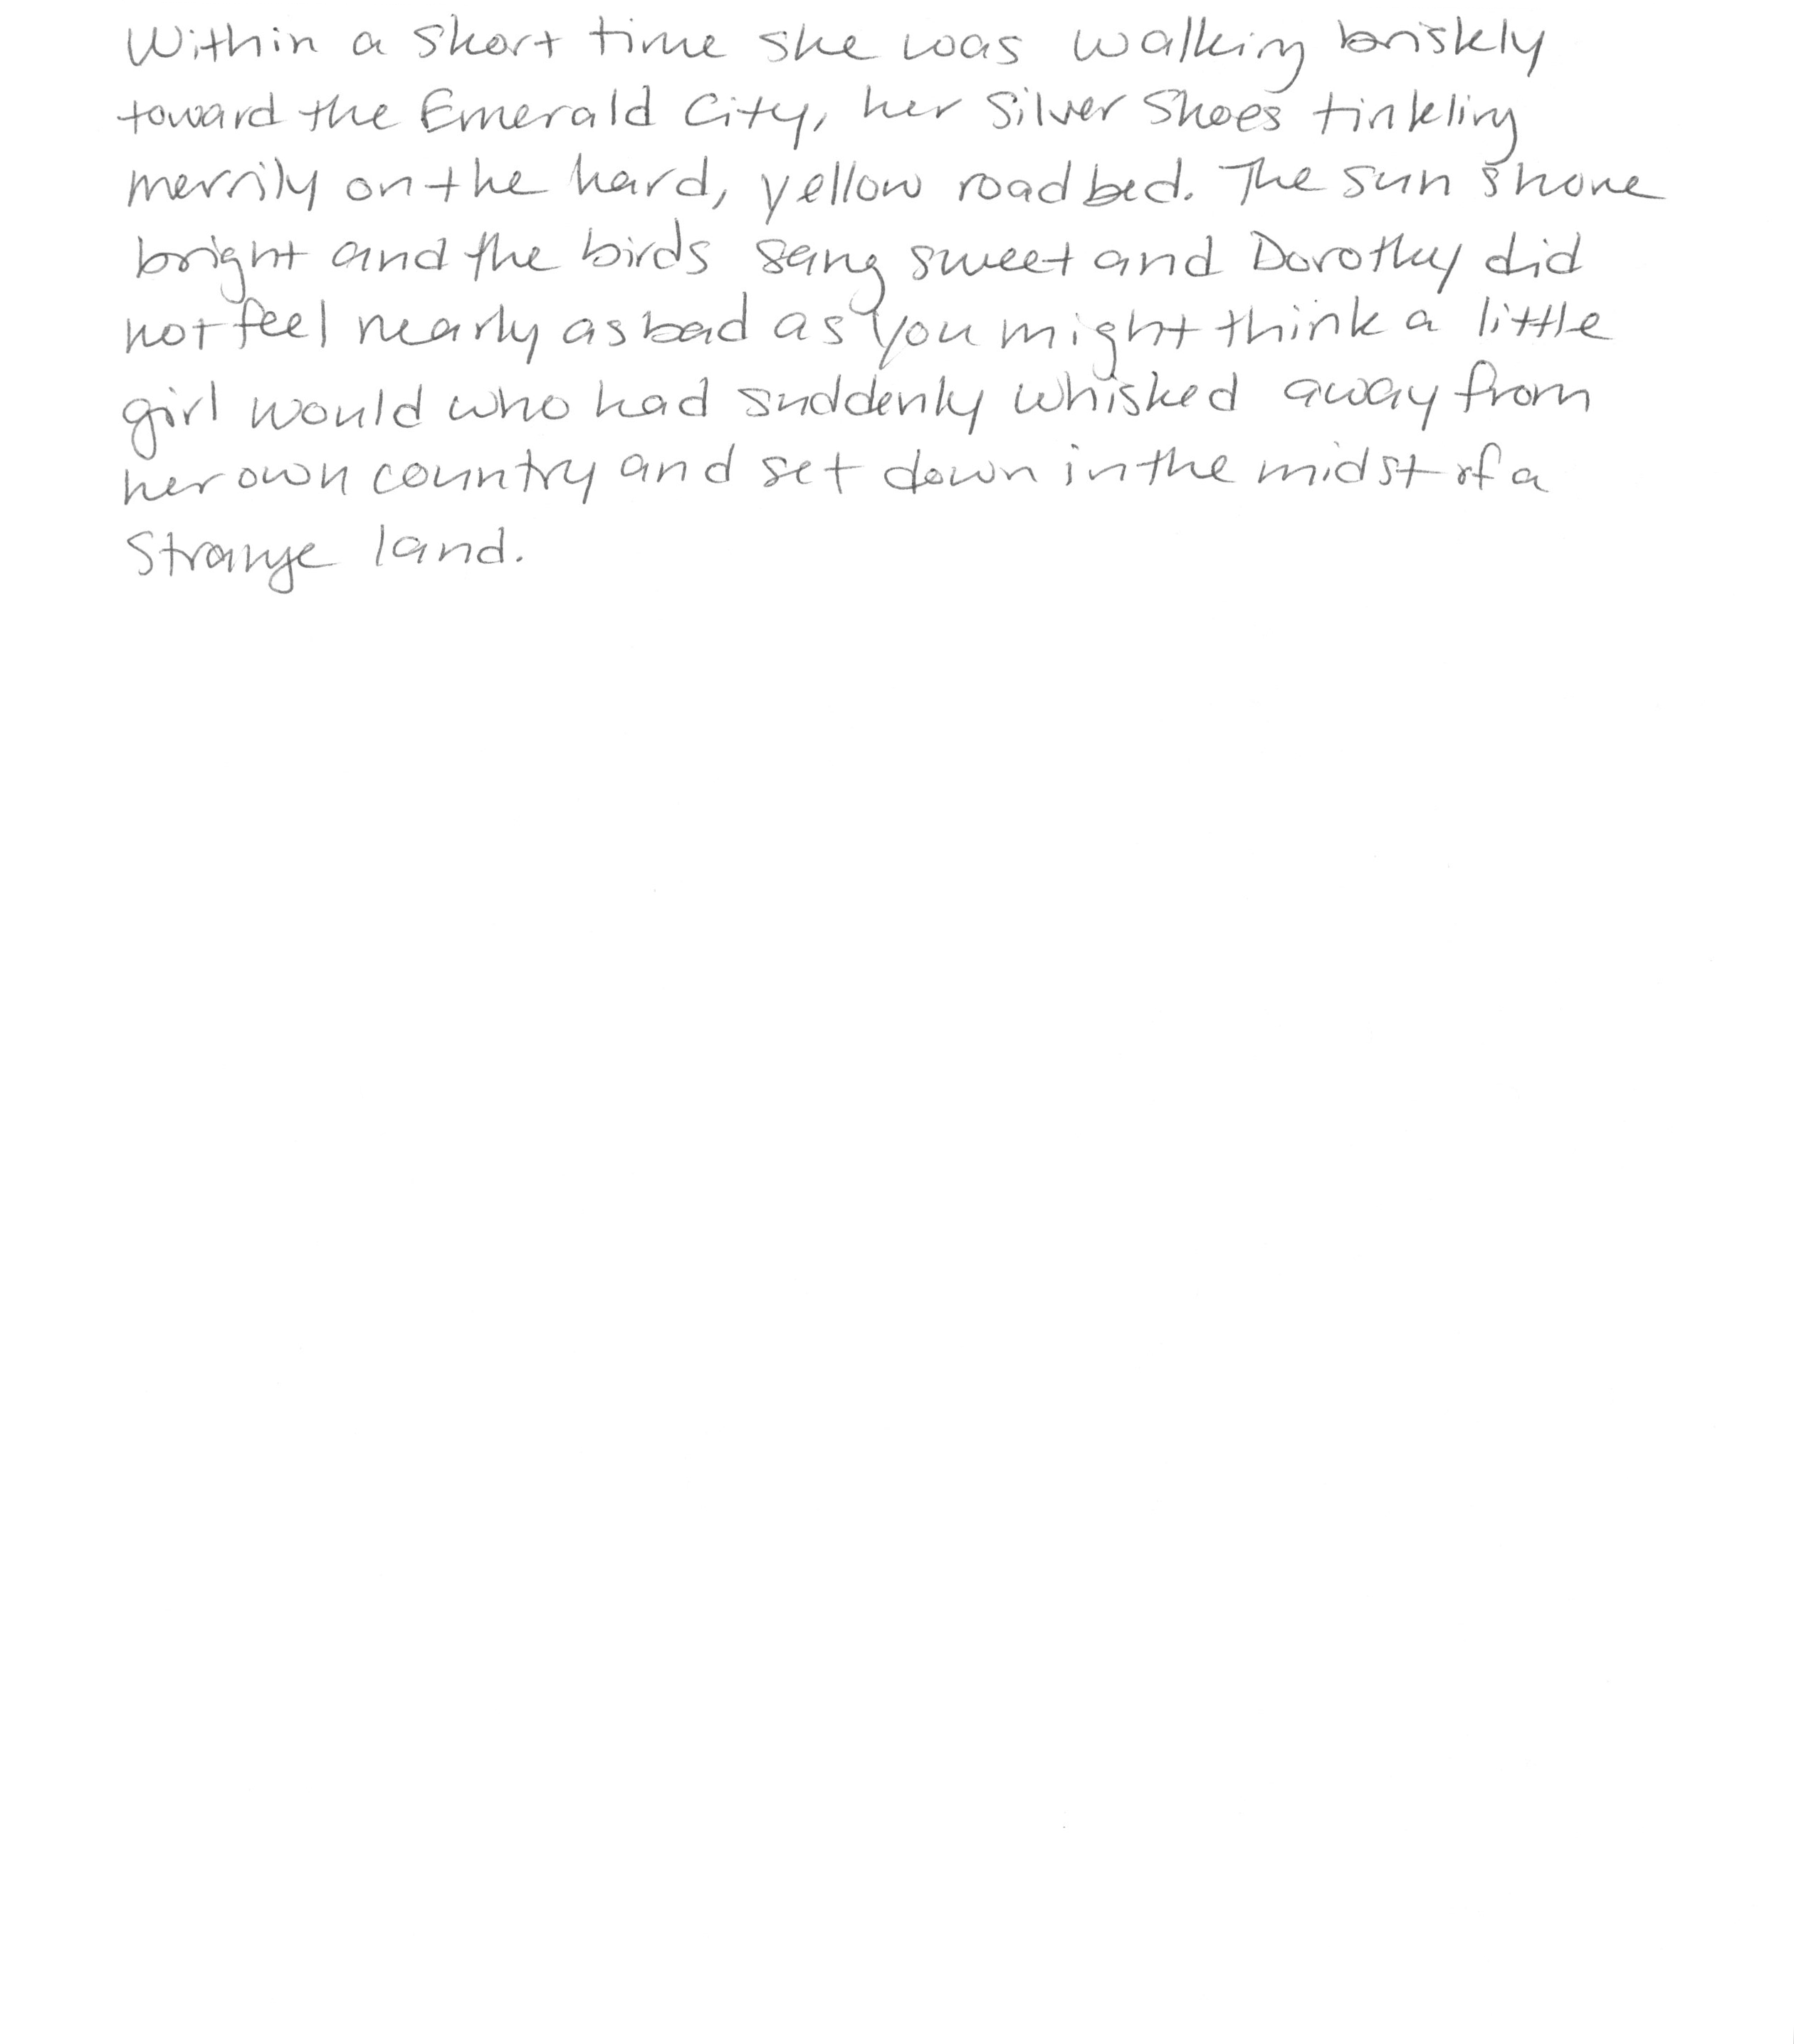 Within a short time she was walking briskly
toward the Emerald City, her Silver Shoes tinkling
merrily on the hard, yellow roadbed. The sun shone
bright and the birds sang sweet and Dorothy did
not feel nearly as bad as you might think a little
girl would who had suddenly whisked away from
her own country and set down in the midst of a
strange land.